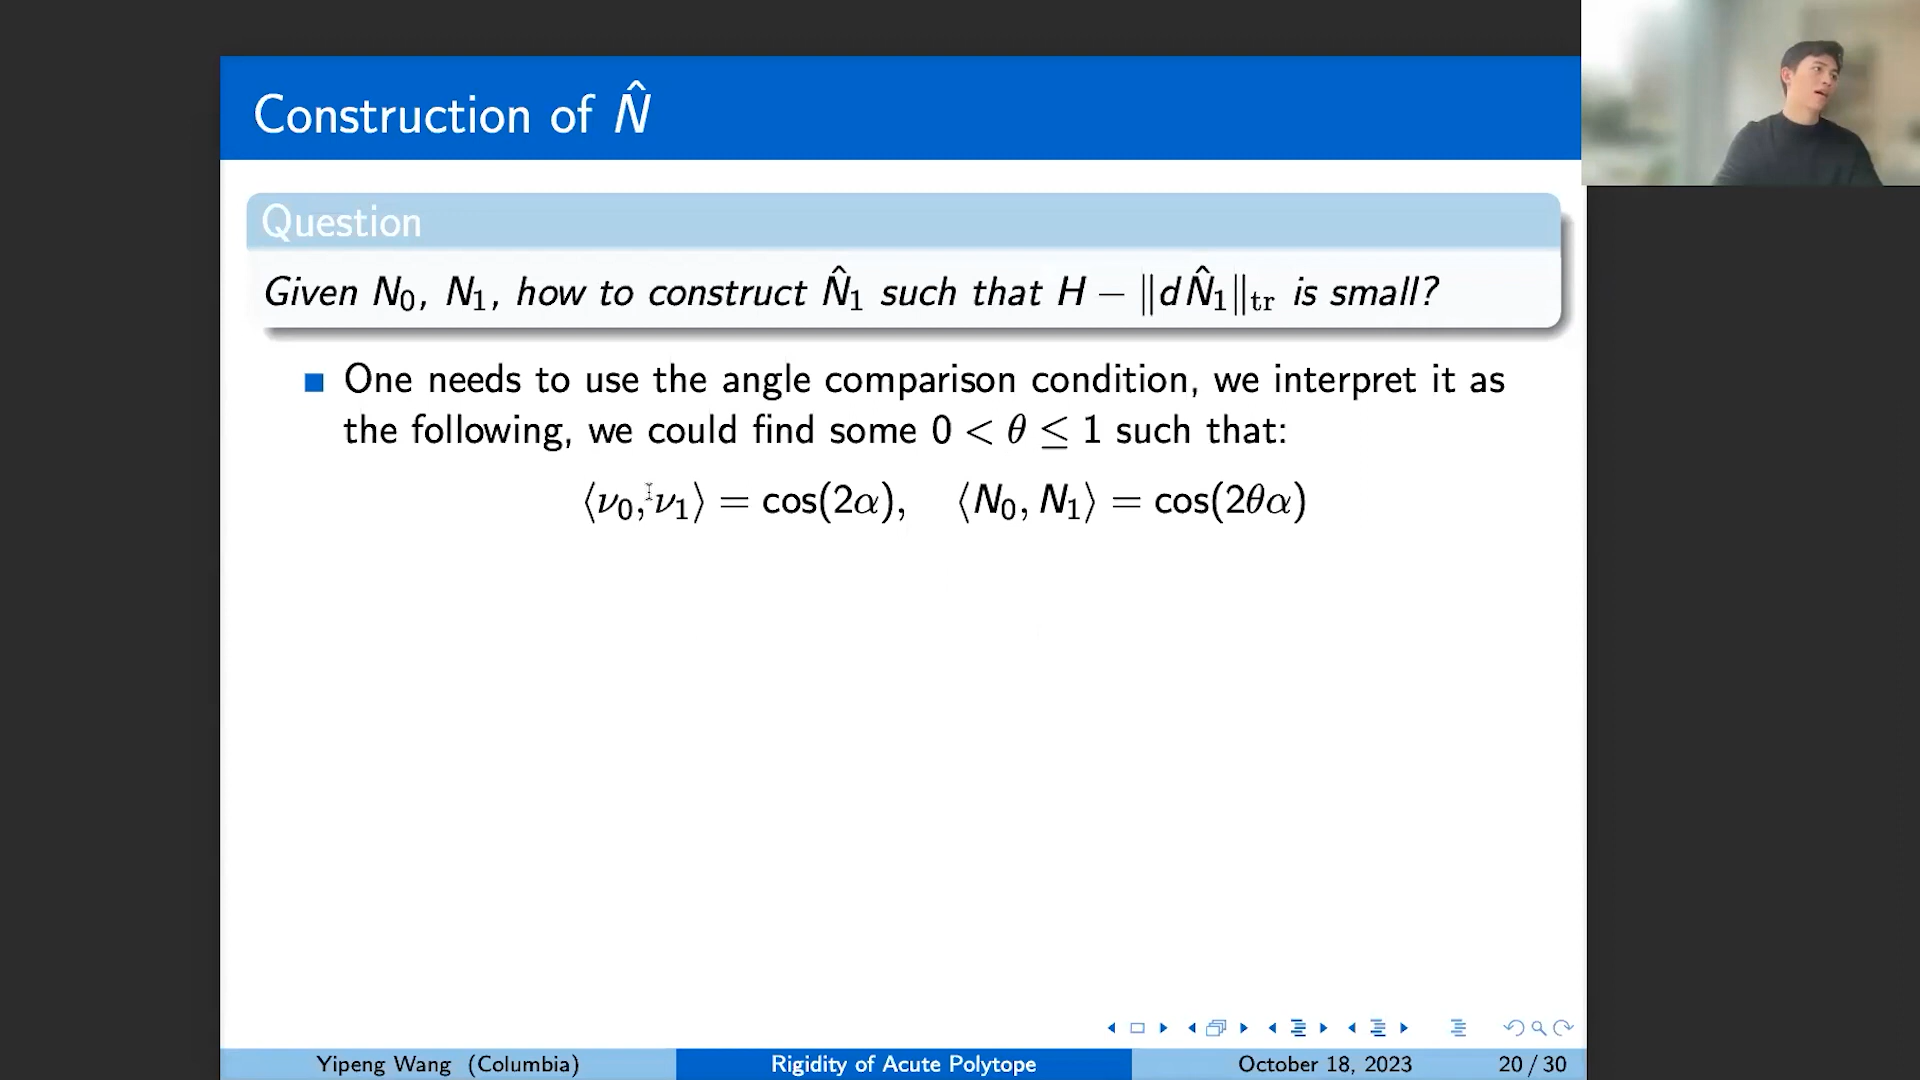 Construction of N̂
Question
Given N₀, N₁, how to construct N̂₁ such that H − ‖dN̂₁‖tr is small?
One needs to use the angle comparison condition, we interpret it as
the following, we could find some 0 < θ ≤ 1 such that:
⟨ν₀, ν₁⟩ = cos(2α), ⟨N₀, N₁⟩ = cos(2θα)
Yipeng Wang (Columbia) Rigidity of Acute Polytope October 18, 2023 20 / 30